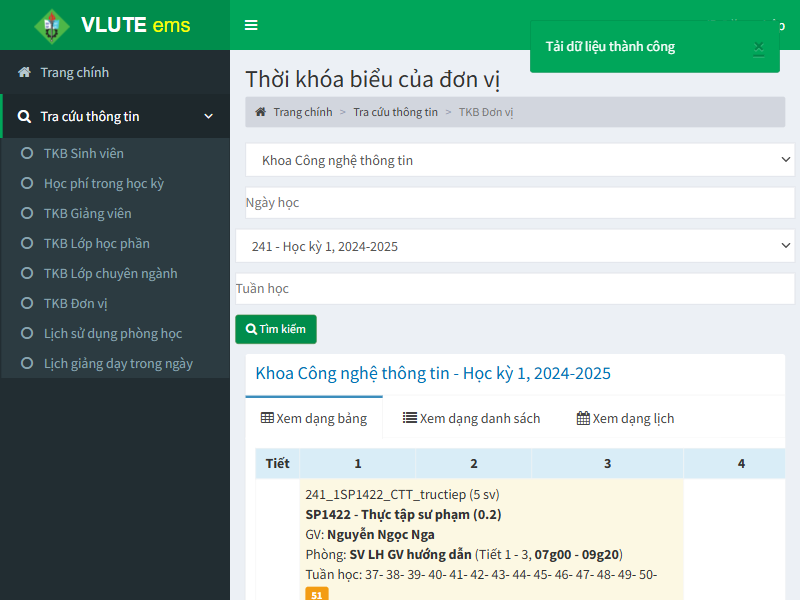 VLUTE ems
Tải dữ liệu thành công
×
Trang chính
Tra cứu thông tin
TKB Sinh viên
Học phí trong học kỳ
TKB Giảng viên
TKB Lớp học phần
TKB Lớp chuyên ngành
TKB Đơn vị
Lịch sử dụng phòng học
Lịch giảng dạy trong ngày
Thời khóa biểu của đơn vị
Trang chính > Tra cứu thông tin > TKB Đơn vị
Khoa Công nghệ thông tin
Ngày học
241 - Học kỳ 1, 2024-2025
Tuần học
Tìm kiếm
Khoa Công nghệ thông tin - Học kỳ 1, 2024-2025
Xem dạng bảng Xem dạng danh sách Xem dạng lịch
Tiết 1 2 3 4
241_1SP1422_CTT_tructiep (5 sv)
SP1422 - Thực tập sư phạm (0.2)
GV: Nguyễn Ngọc Nga
Phòng: SV LH GV hướng dẫn (Tiết 1 - 3, 07g00 - 09g20)
Tuần học: 37- 38- 39- 40- 41- 42- 43- 44- 45- 46- 47- 48- 49- 50-
51